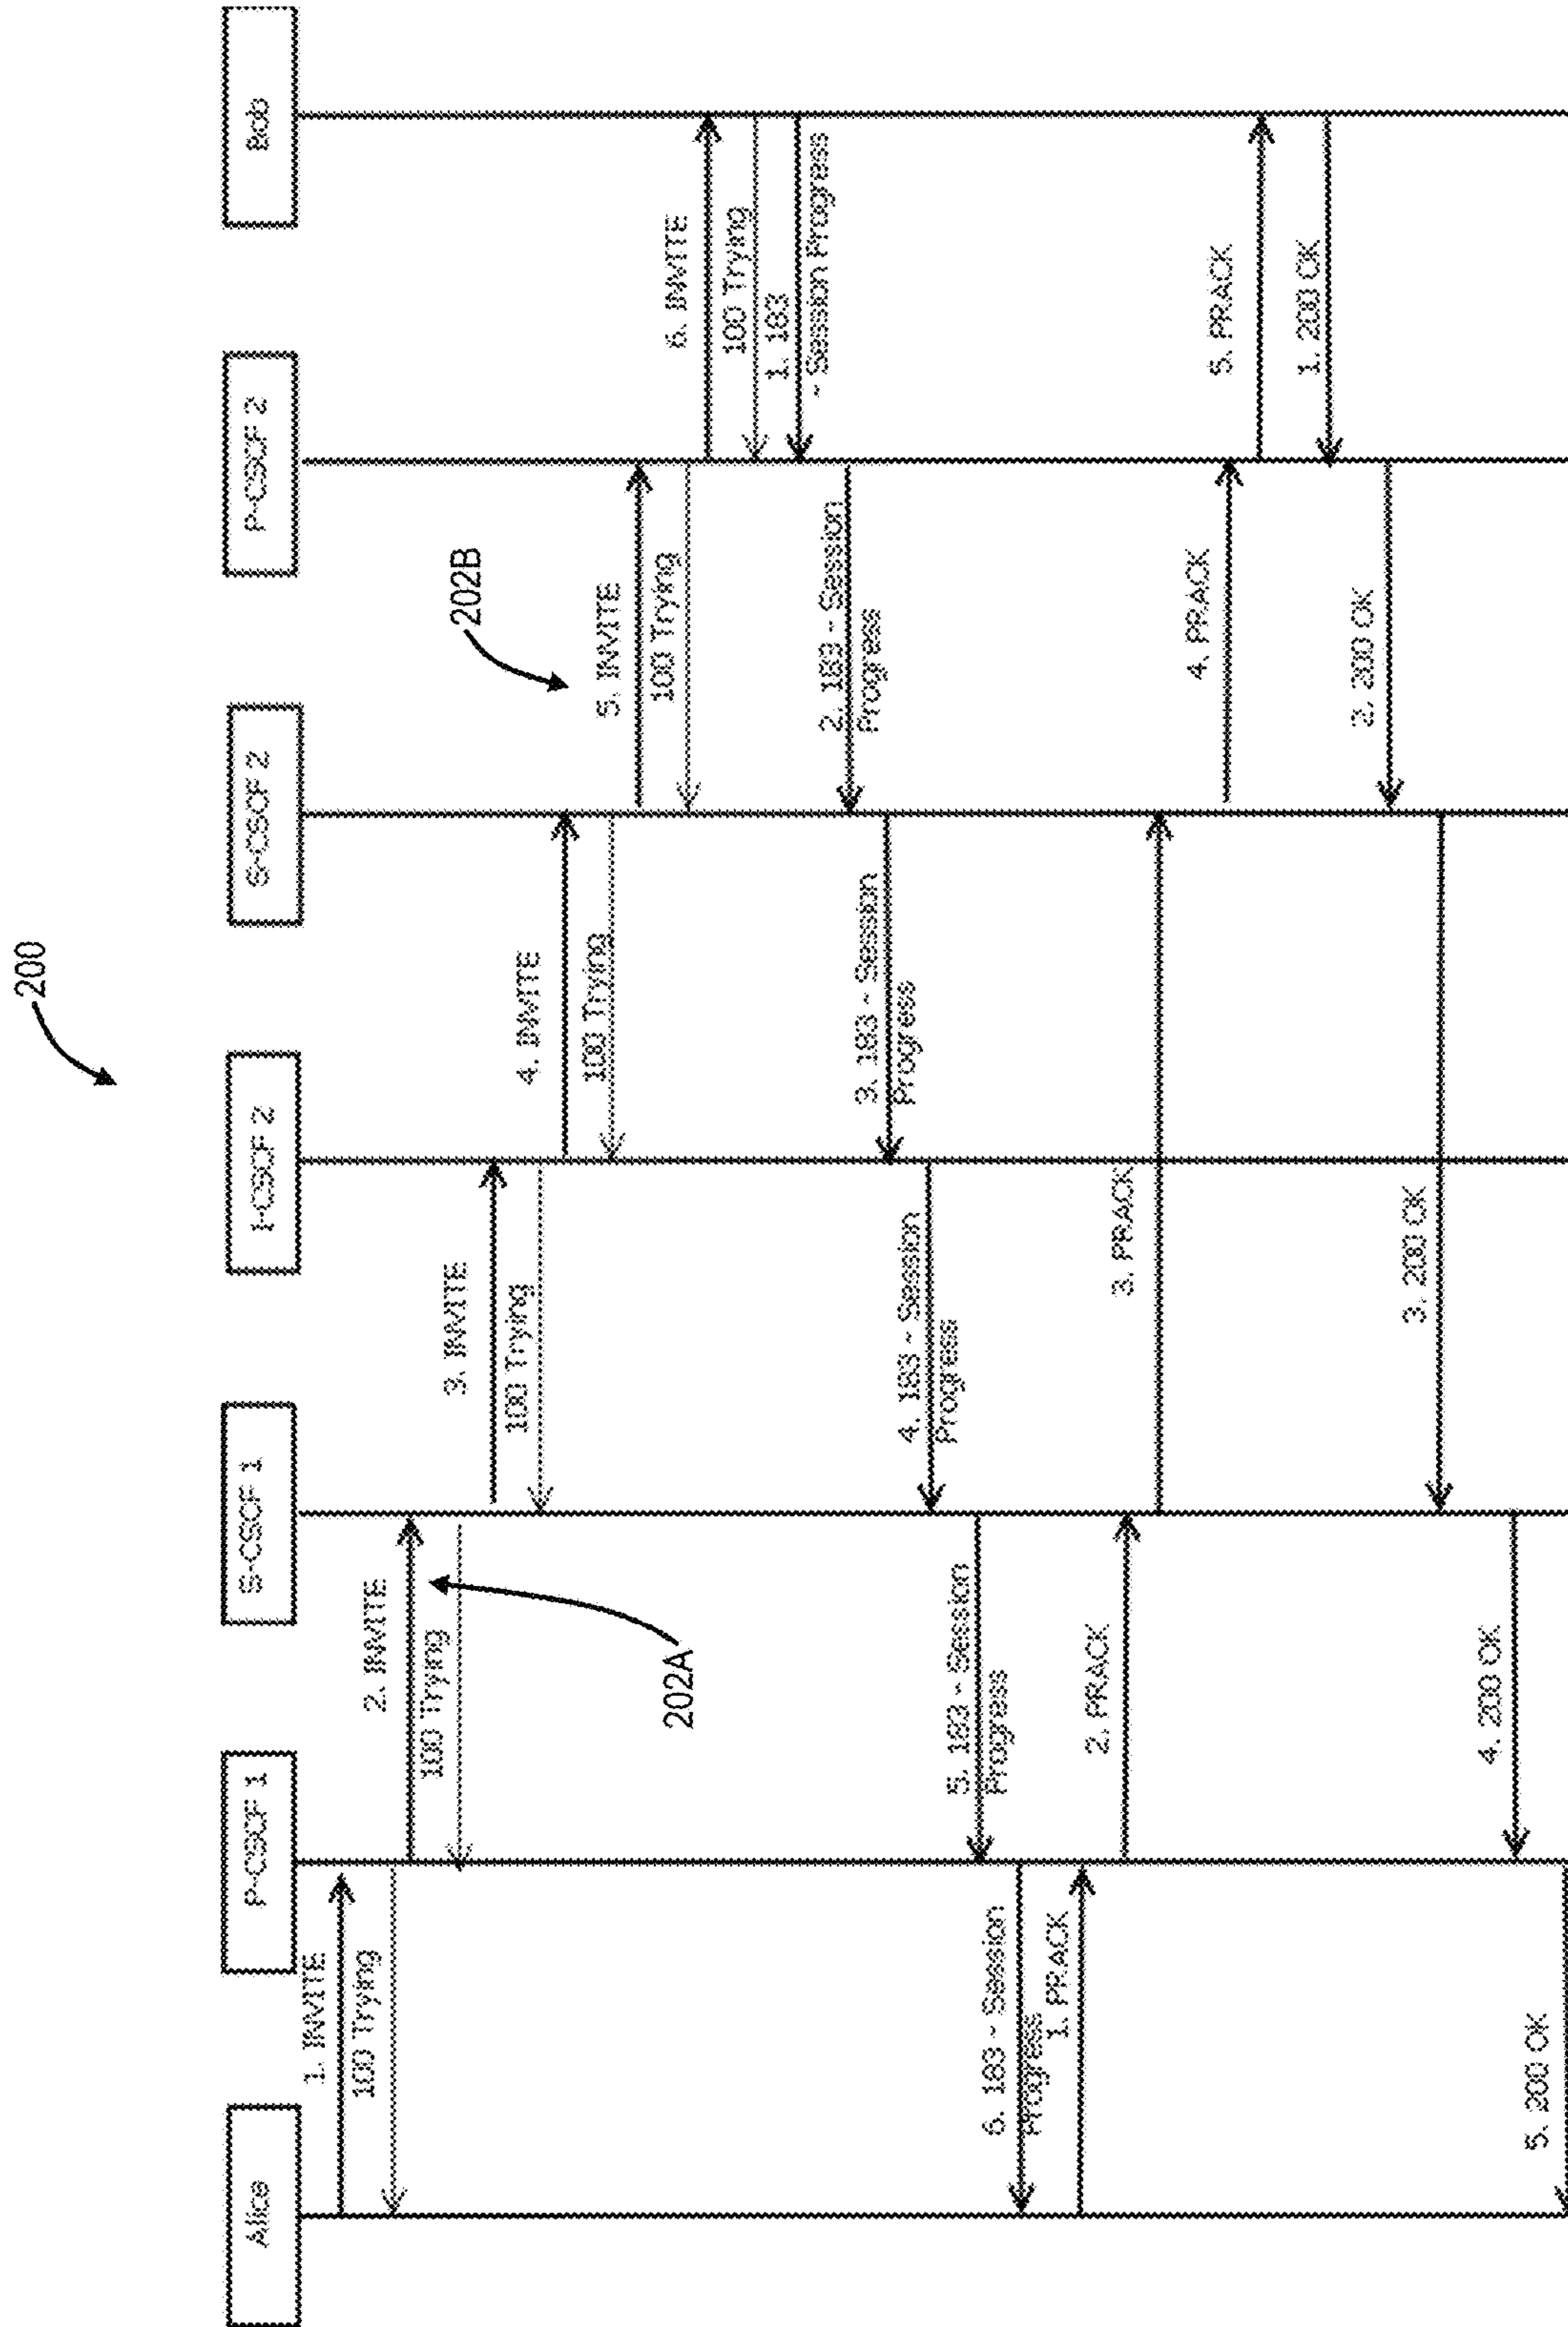 200
Alice
P-CSCF 1
S-CSCF 1
I-CSCF 2
S-CSCF 2
P-CSCF 2
Bob
1. INVITE
100 Trying
2. INVITE
100 Trying
202A
3. INVITE
100 Trying
4. INVITE
100 Trying
202B
5. INVITE
100 Trying
6. INVITE
100 Trying
1. 183
- Session Progress
2. 183 - Session
Progress
3. 183 - Session
Progress
4. 183 - Session
Progress
5. 183 - Session
Progress
6. 183 - Session
Progress
1. PRACK
2. PRACK
3. PRACK
4. PRACK
5. PRACK
1. 200 OK
2. 200 OK
3. 200 OK
4. 200 OK
5. 200 OK